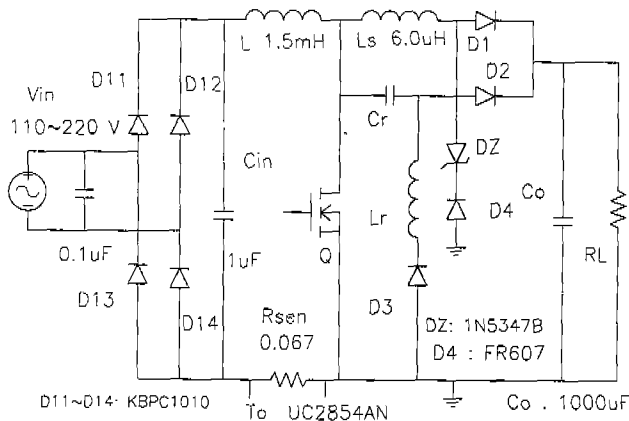 L 1.5mH
Ls 6.0uH
D1
D11
D12
D2
Vin
110~220 V
Cr
Cin
DZ
Co
Lr
D4
0.1uF
1uF
Q
RL
D13
D14
Rsen
0.067
D3
DZ: 1N5347B
D4 : FR607
D11~D14· KBPC1010
To UC2854AN
Co . 1000uF